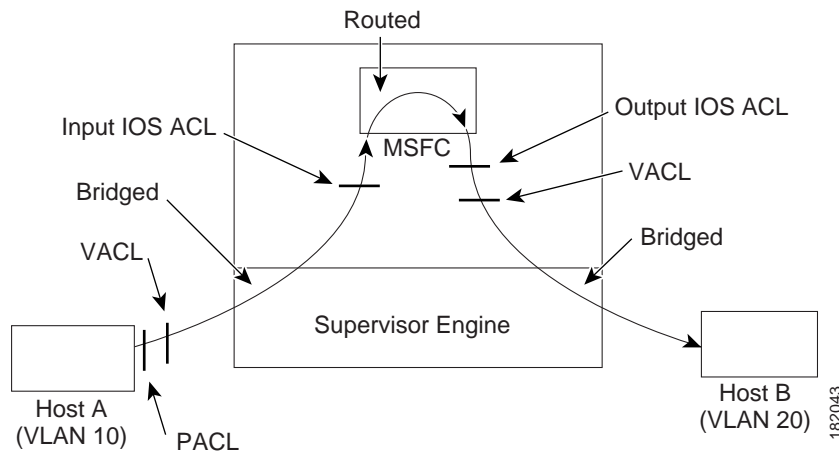 Routed
Input IOS ACL
Output IOS ACL
MSFC
VACL
Bridged
Bridged
VACL
Supervisor Engine
Host A
(VLAN 10)
PACL
Host B
(VLAN 20)
182043